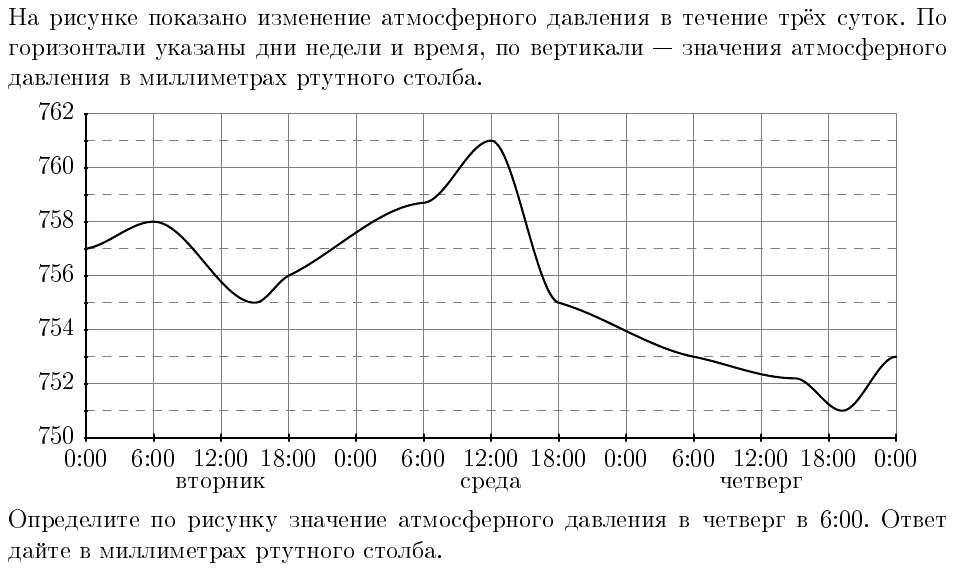 На рисунке показано изменение атмосферного давления в течение трёх суток. По
горизонтали указаны дни недели и время, по вертикали — значения атмосферного
давления в миллиметрах ртутного столба.
762
760
758
756
754
752
750
0:00 6:00 12:00 18:00 0:00 6:00 12:00 18:00 0:00 6:00 12:00 18:00 0:00
вторник среда четверг
Определите по рисунку значение атмосферного давления в четверг в 6:00. Ответ
дайте в миллиметрах ртутного столба.